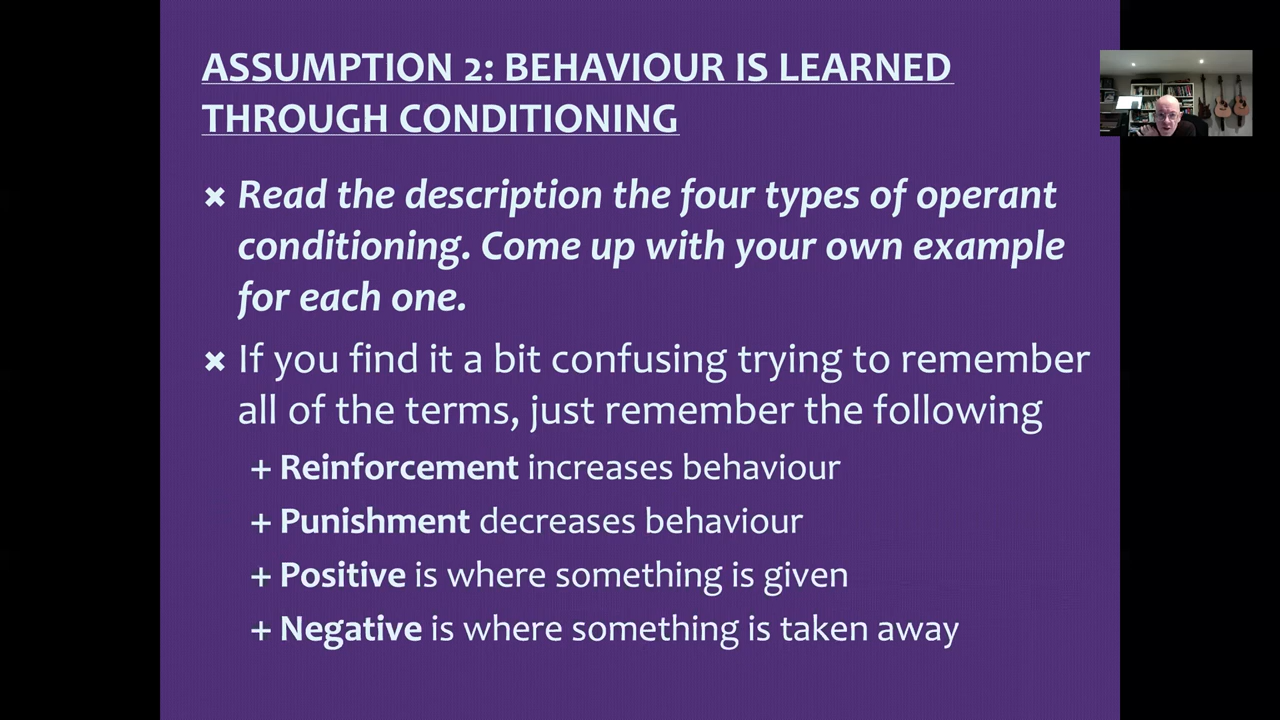 ASSUMPTION 2: BEHAVIOUR IS LEARNED
THROUGH CONDITIONING
Read the description the four types of operant
conditioning. Come up with your own example
for each one.
If you find it a bit confusing trying to remember
all of the terms, just remember the following
+ Reinforcement increases behaviour
+ Punishment decreases behaviour
+ Positive is where something is given
+ Negative is where something is taken away